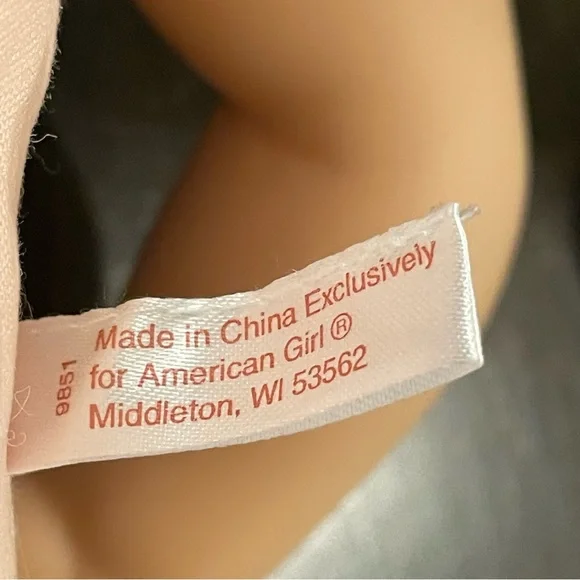 Made in China Exclusively
for American Girl ®
Middleton, WI 53562
9851